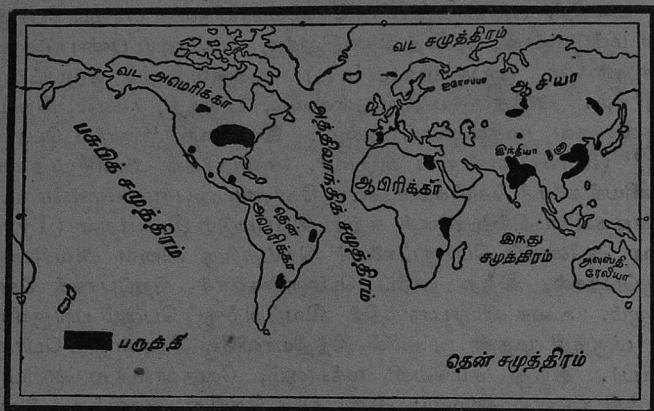 வட சமுத்திரம்
வட அமெரிக்கா
ஐரோப்பா
ஆசியா
பசுபிக் சமுத்திரம்
அத்திலாந்திக் சமுத்திரம்
இந்தியா
ஆபிரிக்கா
தென்
அமெரிக்கா
இந்து
சமுத்திரம்
அவுஸ்தி-
ரேலியா
பருத்தி
தென் சமுத்திரம்